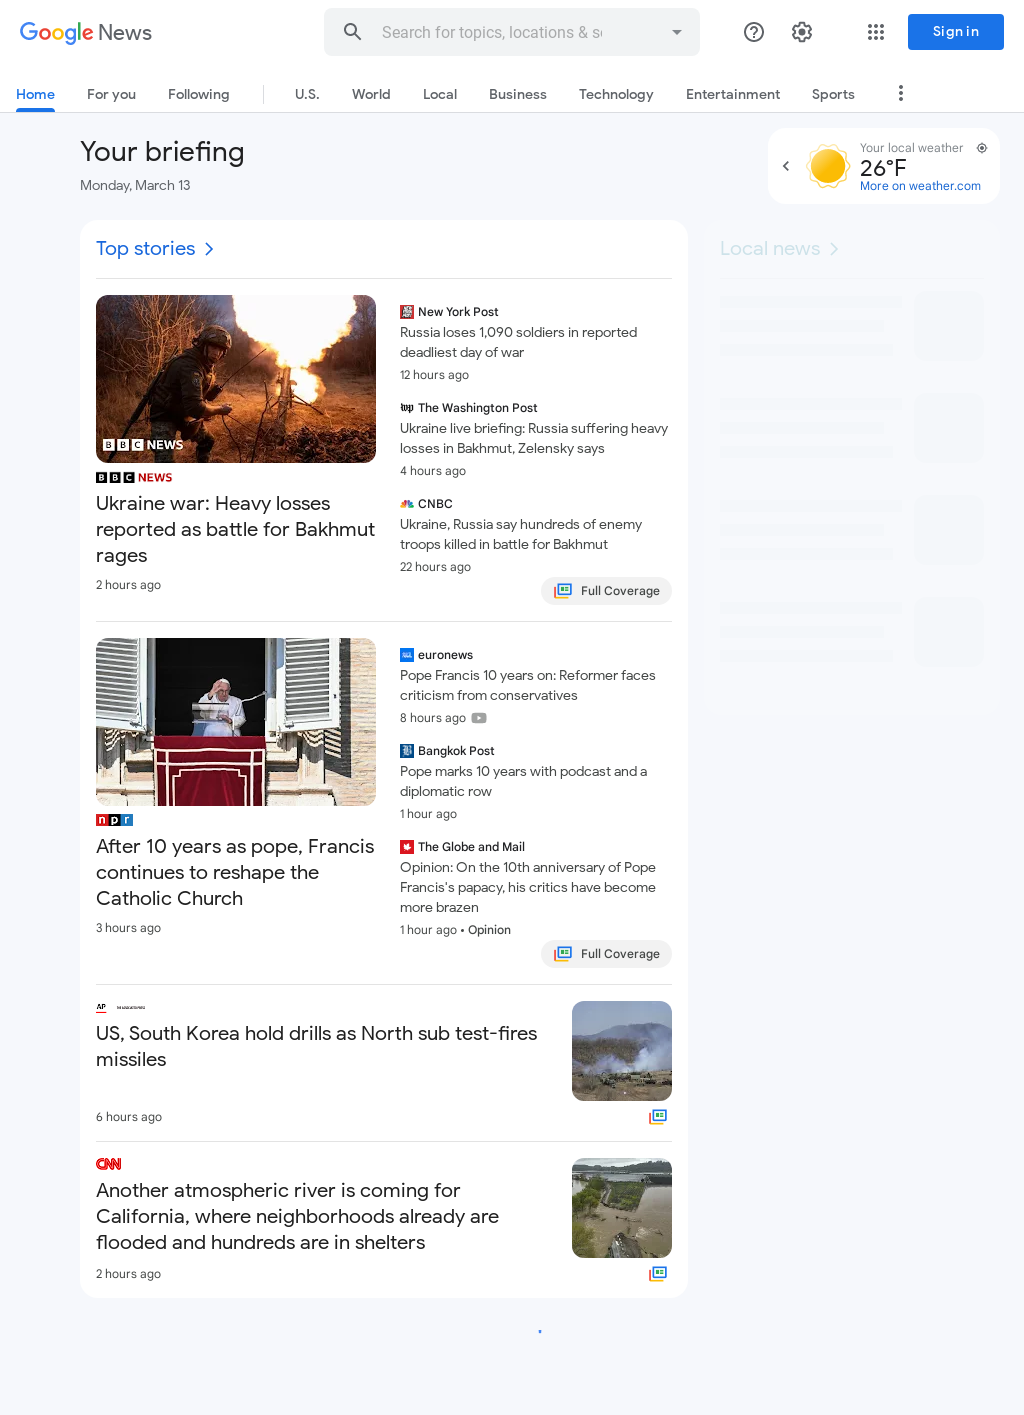 Google News
Search for topics, locations & so
Sign in
Home
For you
Following
U.S.
World
Local
Business
Technology
Entertainment
Sports
Your briefing
Monday, March 13
Your local weather
26°F
More on weather.com
Top stories
BBC NEWS
BBC NEWS
Ukraine war: Heavy losses
reported as battle for Bakhmut
rages
2 hours ago
New York Post
Russia loses 1,090 soldiers in reported
deadliest day of war
12 hours ago
wp The Washington Post
Ukraine live briefing: Russia suffering heavy
losses in Bakhmut, Zelensky says
4 hours ago
CNBC
Ukraine, Russia say hundreds of enemy
troops killed in battle for Bakhmut
22 hours ago
Full Coverage
npr
After 10 years as pope, Francis
continues to reshape the
Catholic Church
3 hours ago
euronews
Pope Francis 10 years on: Reformer faces
criticism from conservatives
8 hours ago
Bangkok Post
Pope marks 10 years with podcast and a
diplomatic row
1 hour ago
The Globe and Mail
Opinion: On the 10th anniversary of Pope
Francis's papacy, his critics have become
more brazen
1 hour ago • Opinion
Full Coverage
AP THE ASSOCIATED PRESS
US, South Korea hold drills as North sub test-fires
missiles
6 hours ago
CNN
Another atmospheric river is coming for
California, where neighborhoods already are
flooded and hundreds are in shelters
2 hours ago
Local news